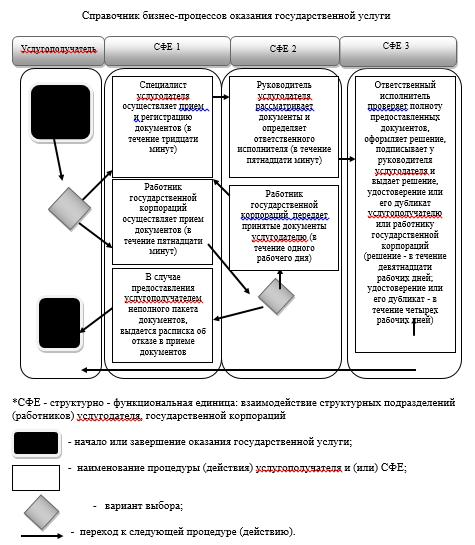 Справочник бизнес-процессов оказания государственной услуги
Услугополучатель
СФЕ 1
СФЕ 2
СФЕ 3
Специалист
услугодателя
осуществляет прием
и регистрацию
документов (в
течение тридцати
минут)
Работник
государственной
корпораций
осуществляет прием
документов (в
течение пятнадцати
минут)
В случае
предоставления
услугополучателем
неполного пакета
документов,
выдается расписка об
отказе в приеме
документов
Руководитель
услугодателя
рассматривает
документы и
определяет
ответственного
исполнителя (в течение
пятнадцати минут)
Работник
государственной
корпораций передает
принятые документы
услугодателю (в
течение одного
рабочего дня)
Ответственный
исполнитель
проверяет полноту
предоставленных
документов,
оформляет решение,
подписывает у
руководителя
услугодателя и
выдает решение,
удостоверение или
его дубликат
услугополучателю
или работнику
государственной
корпораций
(решение - в течение
девятнадцати
рабочих дней;
удостоверение или
его дубликат - в
течение четырех
рабочих дней)
*СФЕ - структурно - функциональная единица: взаимодействие структурных подразделений
(работников) услугодателя, государственной корпораций
- начало или завершение оказания государственной услуги;
- наименование процедуры (действия) услугополучателя и (или) СФЕ;
- вариант выбора;
- переход к следующей процедуре (действию).